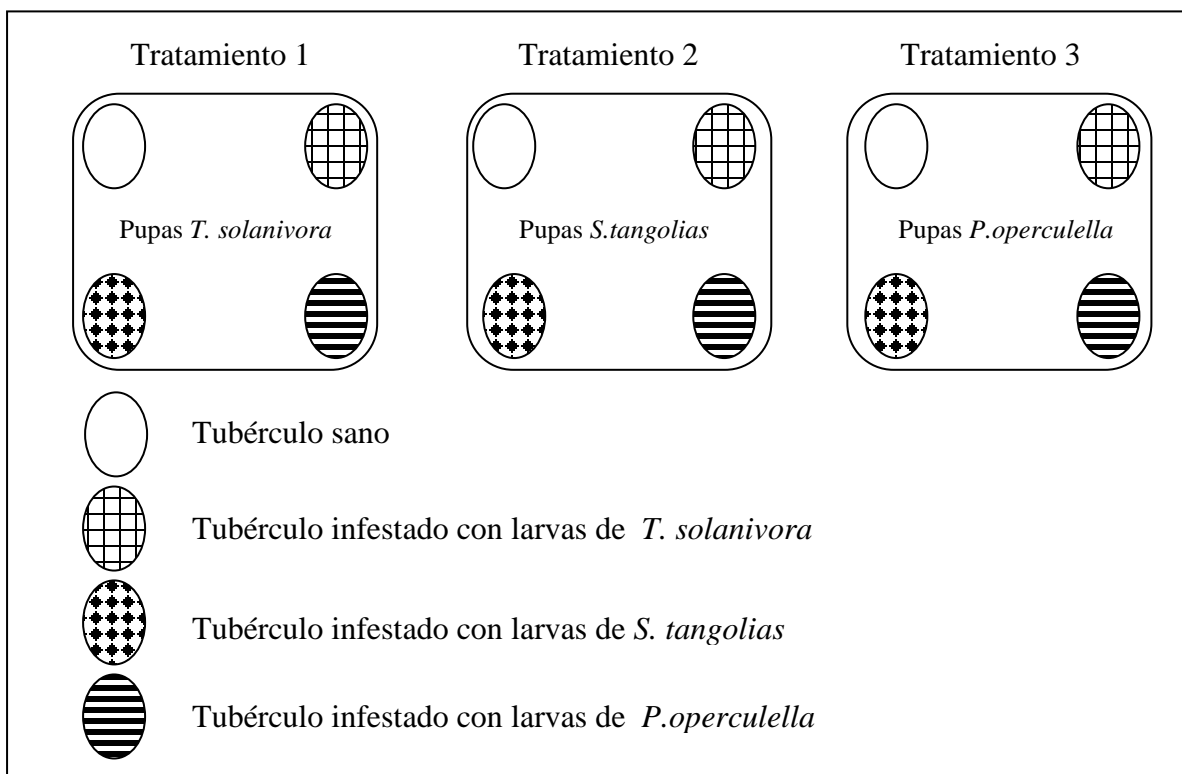 Tratamiento 1 Tratamiento 2 Tratamiento 3
Pupas T. solanivora Pupas S.tangolias Pupas P.operculella
Tubérculo sano
Tubérculo infestado con larvas de T. solanivora
Tubérculo infestado con larvas de S. tangolias
Tubérculo infestado con larvas de P.operculella